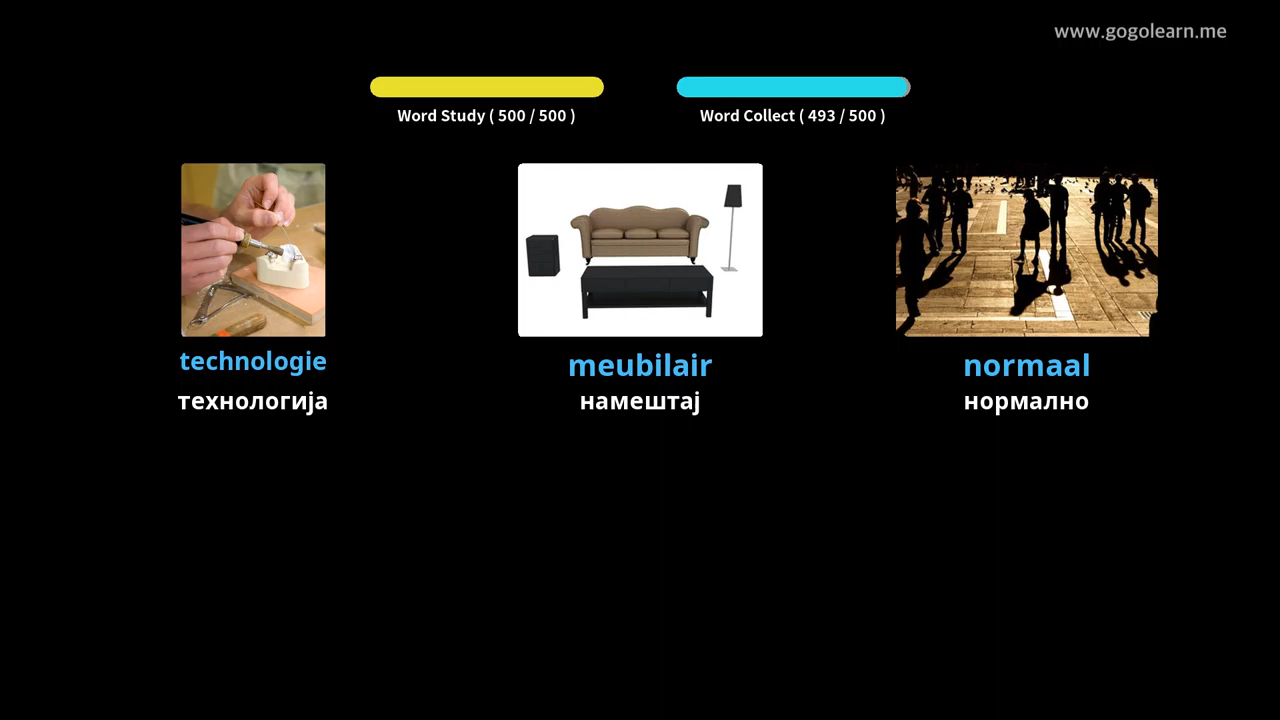 www.gogolearn.me
Word Study ( 500 / 500 )
Word Collect ( 493 / 500 )
technologie
технологија
meubilair
намештај
normaal
нормално